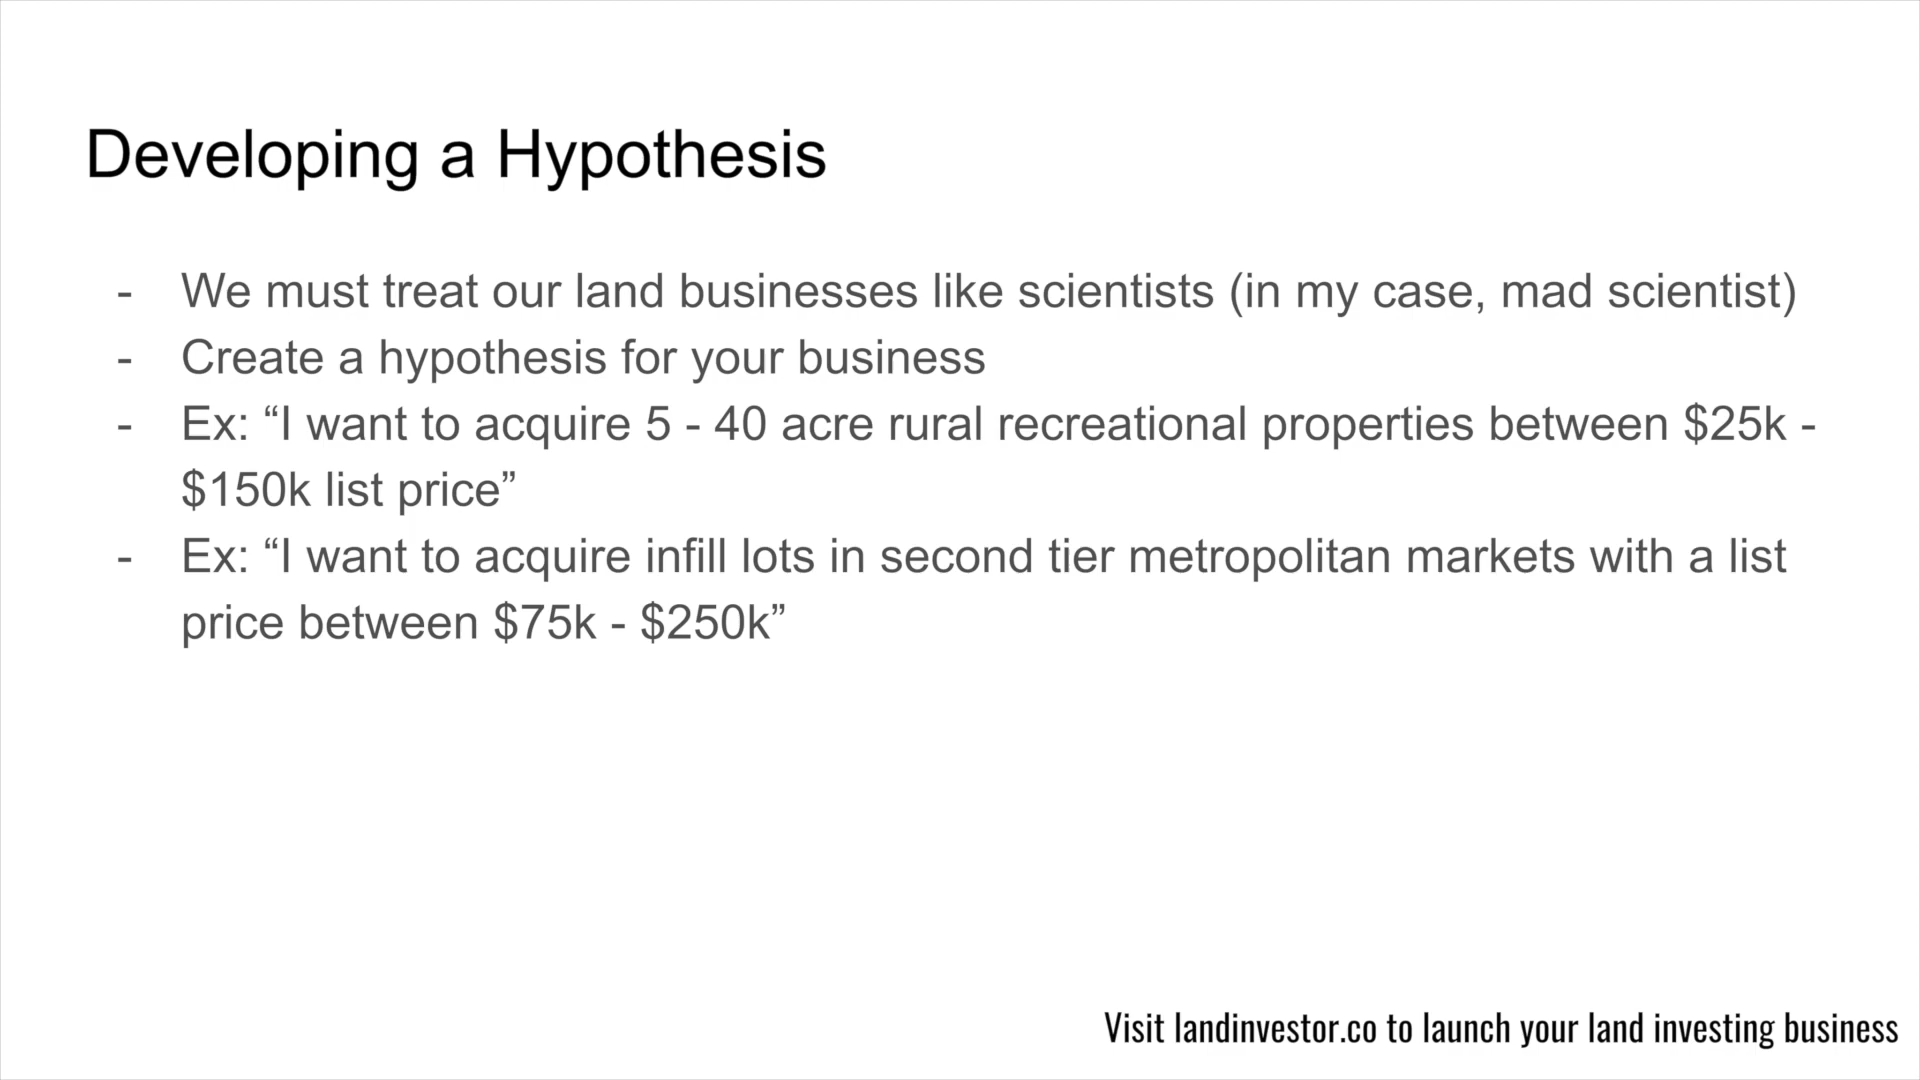 Developing a Hypothesis
- We must treat our land businesses like scientists (in my case, mad scientist)
- Create a hypothesis for your business
- Ex: “I want to acquire 5 - 40 acre rural recreational properties between $25k -
$150k list price”
- Ex: “I want to acquire infill lots in second tier metropolitan markets with a list
price between $75k - $250k”
Visit landinvestor.co to launch your land investing business